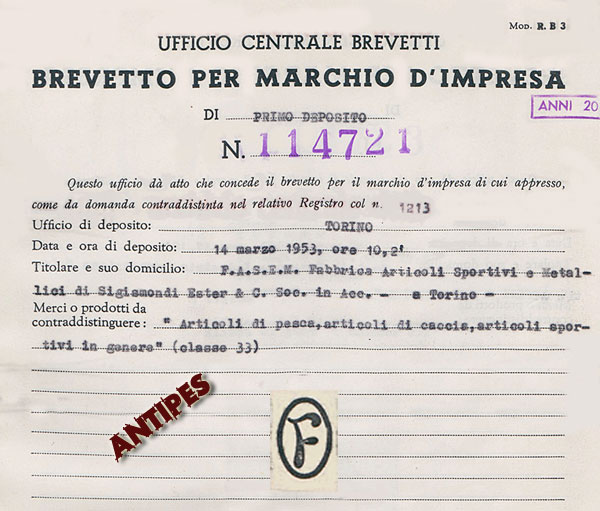 Mod. R. B 3
UFFICIO CENTRALE BREVETTI
BREVETTO PER MARCHIO D'IMPRESA
DI PRIMO DEPOSITO
ANNI 20
N. 114721
Questo ufficio dà atto che concede il brevetto per il marchio d'impresa di cui appresso,
come da domanda contraddistinta nel relativo Registro col n. 1213
Ufficio di deposito: TORINO
Data e ora di deposito: 14 marzo 1953, ore 10,2'
Titolare e suo domicilio: F.A.S.E.M. Fabbrica Articoli Sportivi e Metal-
lici di Sigismondi Ester & C. Soc. in Acc. - a Torino -
Merci o prodotti da
contraddistinguere: " Articoli di pesca,articoli di caccia,articoli spor-
tivi in genere" (classe 33)
ANTIPES
F